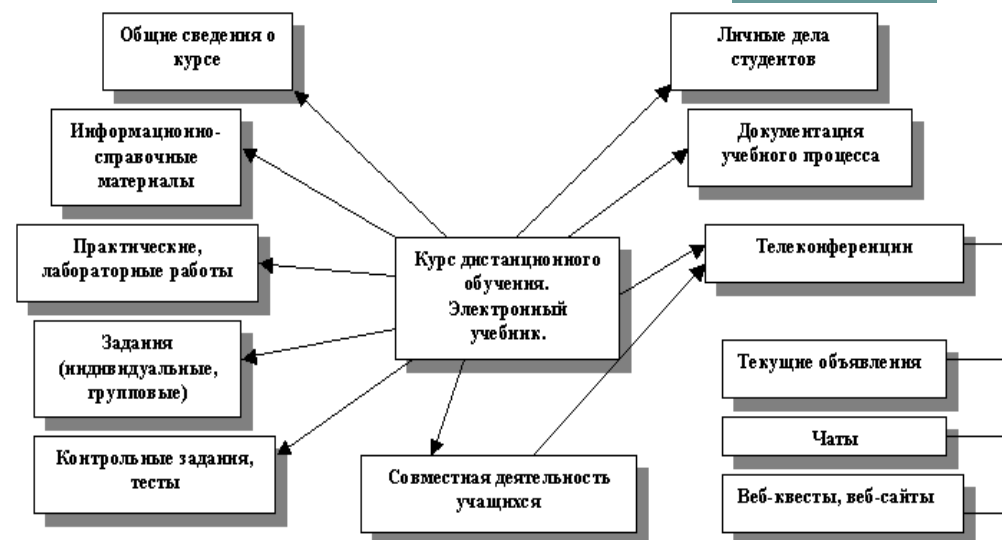 Общие сведения о
курсе
Личные дела
студентов
Информационно-
справочные
материалы
Документация
учебного процесса
Практические,
лабораторные работы
Курс дистанционного
обучения.
Электронный
учебник.
Телеконференции
Задания
(индивидуальные,
групповые)
Текущие объявления
Контрольные задания,
тесты
Совместная деятельность
учащихся
Чаты
Веб-квесты, веб-сайты